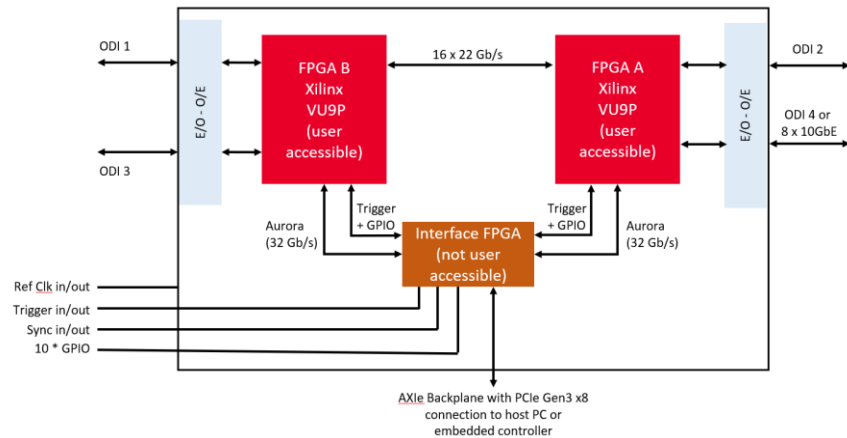 ODI 1
ODI 3
E/O - O/E
FPGA B
Xilinx
VU9P
(user
accessible)
16 x 22 Gb/s
FPGA A
Xilinx
VU9P
(user
accessible)
E/O - O/E
ODI 2
ODI 4 or
8 x 10GbE
Aurora
(32 Gb/s)
Trigger
+ GPIO
Interface FPGA
(not user
accessible)
Trigger
+ GPIO
Aurora
(32 Gb/s)
Ref Clk in/out
Trigger in/out
Sync in/out
10 * GPIO
AXIe Backplane with PCIe Gen3 x8
connection to host PC or
embedded controller